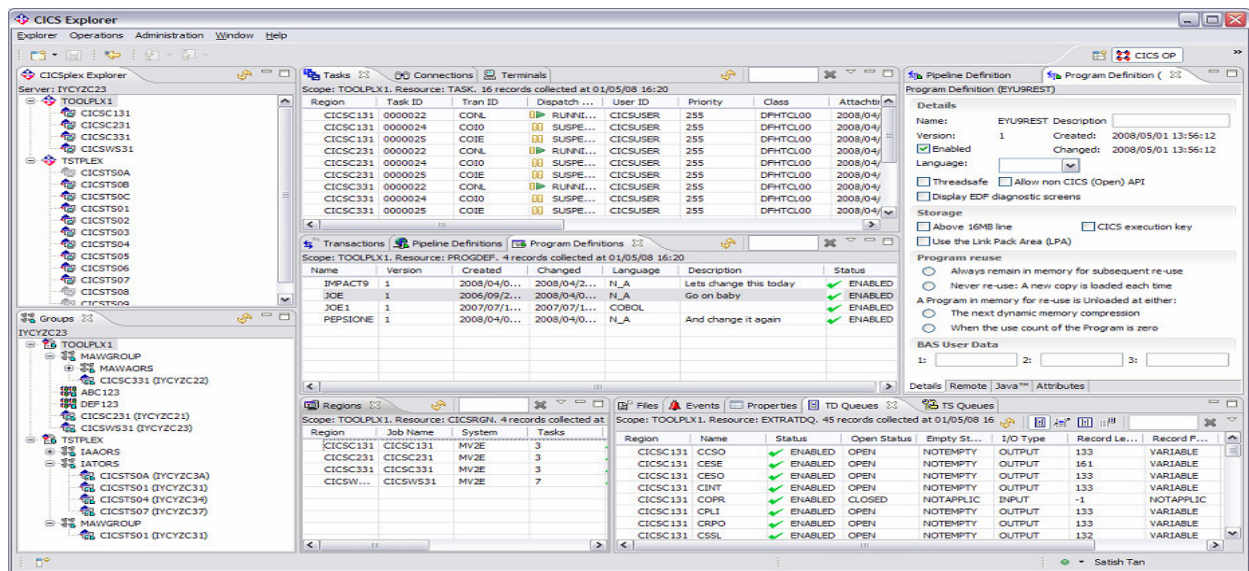 CICS Explorer
Explorer Operations Administration Window Help
CICS OP
CICSplex Explorer
Server: IYCYZC23
TOOLPLX1
CICSC131
CICSC231
CICSC331
CICSWS31
TSTPLEX
CICSTS0A
CICSTS0B
CICSTS0C
CICSTS01
CICSTS02
CICSTS03
CICSTS04
CICSTS05
CICSTS06
CICSTS07
CICSTS08
CICSTS09
Groups
IYCYZC23
TOOLPLX1
MAWGROUP
MAWAORS
CICSC331 (IYCYZC22)
ABC123
DEF123
CICSC231 (IYCYZC21)
CICSWS31 (IYCYZC23)
TSTPLEX
IAAORS
IATORS
CICSTS0A (IYCYZC3A)
CICSTS01 (IYCYZC31)
CICSTS04 (IYCYZC34)
CICSTS07 (IYCYZC37)
MAWGROUP
CICSTS01 (IYCYZC31)
Tasks Connections Terminals
Scope: TOOLPLX1. Resource: TASK. 16 records collected at 01/05/08 16:20
Region Task ID Tran ID Dispatch ... User ID Priority Class Attachtin
CICSC131 0000022 CONL RUNNI... CICSUSER 255 DFHTCL00 2008/04/
CICSC131 0000024 COI0 SUSPE... CICSUSER 255 DFHTCL00 2008/04/
CICSC131 0000025 COIE SUSPE... CICSUSER 255 DFHTCL00 2008/04/
CICSC231 0000022 CONL RUNNI... CICSUSER 255 DFHTCL00 2008/04/
CICSC231 0000024 COI0 SUSPE... CICSUSER 255 DFHTCL00 2008/04/
CICSC231 0000025 COIE SUSPE... CICSUSER 255 DFHTCL00 2008/04/
CICSC331 0000022 CONL RUNNI... CICSUSER 255 DFHTCL00 2008/04/
CICSC331 0000024 COI0 SUSPE... CICSUSER 255 DFHTCL00 2008/04/
CICSC331 0000025 COIE SUSPE... CICSUSER 255 DFHTCL00 2008/04/
Transactions Pipeline Definitions Program Definitions
Scope: TOOLPLX1. Resource: PROGDEF. 4 records collected at 01/05/08 16:20
Name Version Created Changed Language Description Status
IMPACT9 1 2008/04/0... 2008/04/2... N_A Lets change this today ENABLED
JOE 1 2006/09/2... 2008/04/0... N_A Go on baby ENABLED
JOE1 1 2007/07/1... 2007/07/1... COBOL ENABLED
PEPSIONE 1 2008/04/0... 2008/04/0... N_A And change it again ENABLED
Pipeline Definition Program Definition (
Program Definition (EYU9REST)
Details
Name: EYU9REST Description
Version: 1 Created: 2008/05/01 13:56:12
Enabled Changed: 2008/05/01 13:56:12
Language:
Threadsafe Allow non CICS (Open) API
Display EDF diagnostic screens
Storage
Above 16MB line CICS execution key
Use the Link Pack Area (LPA)
Program reuse
Always remain in memory for subsequent re-use
Never re-use: A new copy is loaded each time
A Program in memory for re-use is Unloaded at either:
The next dynamic memory compression
When the use count of the Program is zero
BAS User Data
1: 2: 3:
Details Remote Java™ Attributes
Regions
Scope: TOOLPLX1. Resource: CICSRGN. 4 records collected at
Region Job Name System Tasks
CICSC131 CICSC131 MV2E 3
CICSC231 CICSC231 MV2E 3
CICSC331 CICSC331 MV2E 3
CICSW... CICSWS31 MV2E 7
Files Events Properties TD Queues TS Queues
Scope: TOOLPLX1. Resource: EXTRATDQ. 45 records collected at 01/05/08 16
Region Name Status Open Status Empty St... I/O Type Record Le... Record F...
CICSC131 CCSO ENABLED OPEN NOTEMPTY OUTPUT 133 VARIABLE
CICSC131 CESE ENABLED OPEN NOTEMPTY OUTPUT 161 VARIABLE
CICSC131 CESO ENABLED OPEN NOTEMPTY OUTPUT 133 VARIABLE
CICSC131 CINT ENABLED OPEN NOTEMPTY OUTPUT 133 VARIABLE
CICSC131 COPR ENABLED CLOSED NOTAPPLIC INPUT -1 NOTAPPLIC
CICSC131 CPLI ENABLED OPEN NOTEMPTY OUTPUT 133 VARIABLE
CICSC131 CRPO ENABLED OPEN NOTEMPTY OUTPUT 133 VARIABLE
CICSC131 CSSL ENABLED OPEN NOTEMPTY OUTPUT 132 VARIABLE
Satish Tan